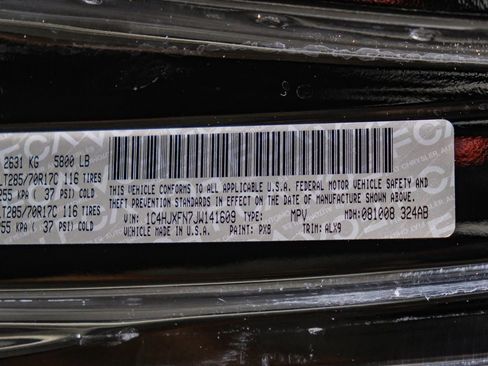 2631 KG 5800 LB
LT285/70R17C 116 TIRES
255 KPA ( 37 PSI) COLD
LT285/70R17C 116 TIRES
255 KPA ( 37 PSI) COLD
THIS VEHICLE CONFORMS TO ALL APPLICABLE U.S.A. FEDERAL MOTOR VEHICLE SAFETY AND
THEFT PREVENTION STANDARDS IN EFFECT ON THE DATE OF MANUFACTURE SHOWN ABOVE.
VIN: 1C4HJXFN7JW141609 TYPE: MPV MDH: 081008 324AB
VEHICLE MADE IN U.S.A. PAINT: PX8 TRIM: ALX9